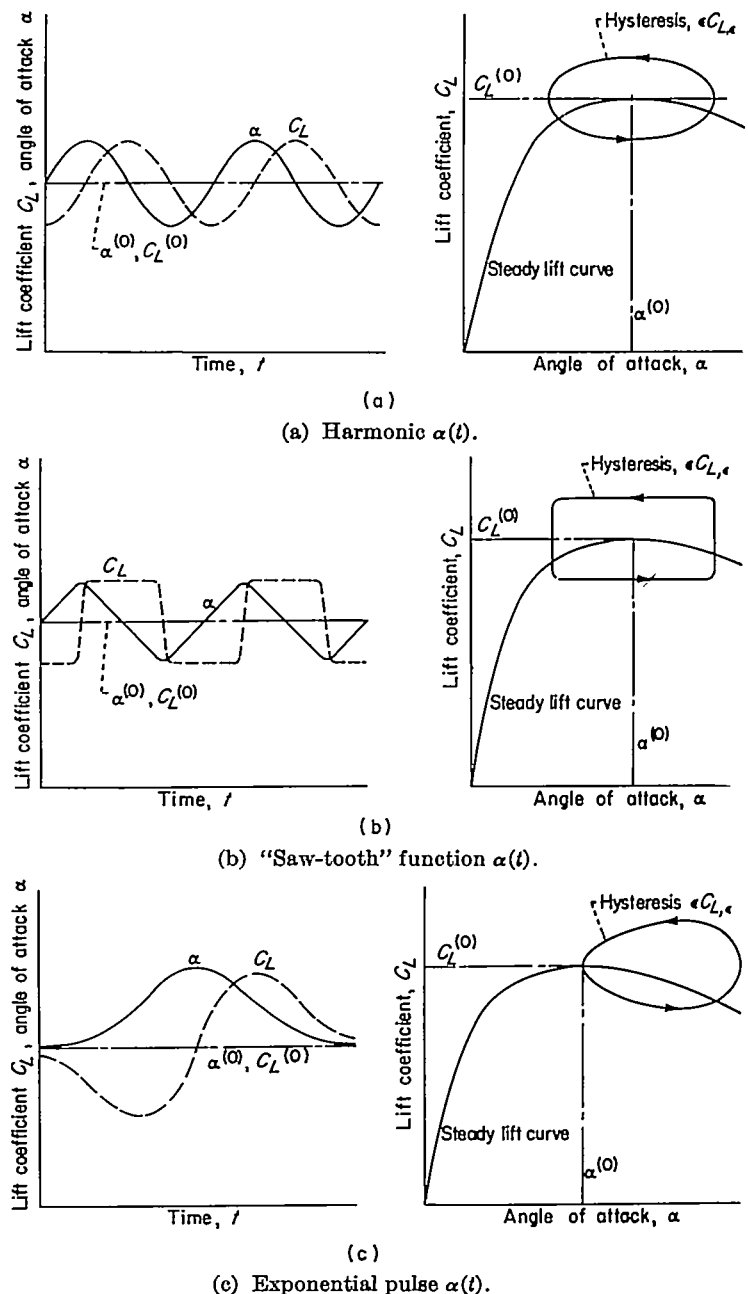 Lift coefficient C_L, angle of attack α
α
C_L
α^(0), C_L^(0)
Time, t
Lift coefficient, C_L
Hysteresis, ϵC_L,ϵ
C_L^(0)
Steady lift curve
α^(0)
Angle of attack, α
(a)
(a) Harmonic α(t).
Lift coefficient C_L, angle of attack α
C_L
α
α^(0), C_L^(0)
Time, t
Lift coefficient, C_L
Hysteresis, ϵC_L,ϵ
C_L^(0)
Steady lift curve
α^(0)
Angle of attack, α
(b)
(b) "Saw-tooth" function α(t).
Lift coefficient C_L, angle of attack α
α
C_L
α^(0), C_L^(0)
Time, t
Lift coefficient, C_L
Hysteresis ϵC_L,ϵ
C_L^(0)
Steady lift curve
α^(0)
Angle of attack, α
(c)
(c) Exponential pulse α(t).